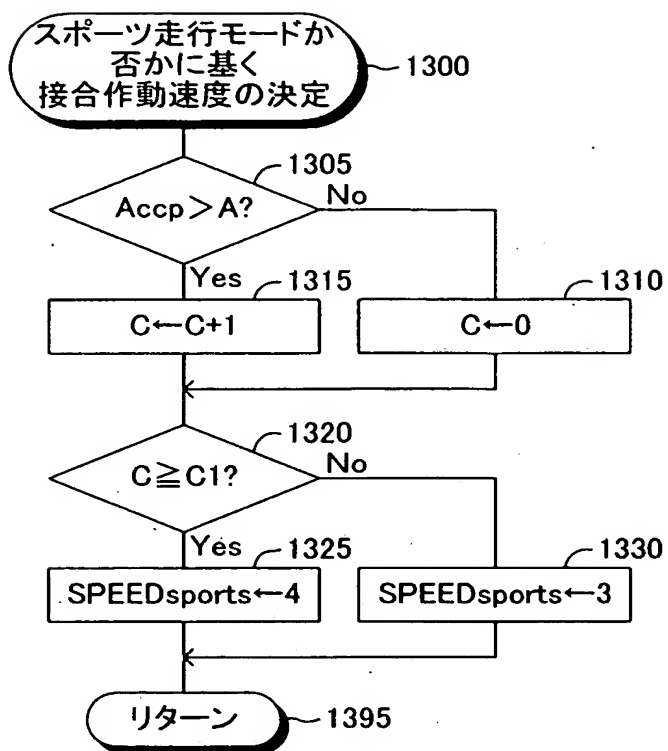 スポーツ走行モードか
否かに基く
接合作動速度の決定
1300
1305
Accp>A?
No
Yes
1315
1310
C←C+1
C←0
1320
C≧C1?
No
Yes
1325
1330
SPEEDsports←4
SPEEDsports←3
リターン
1395